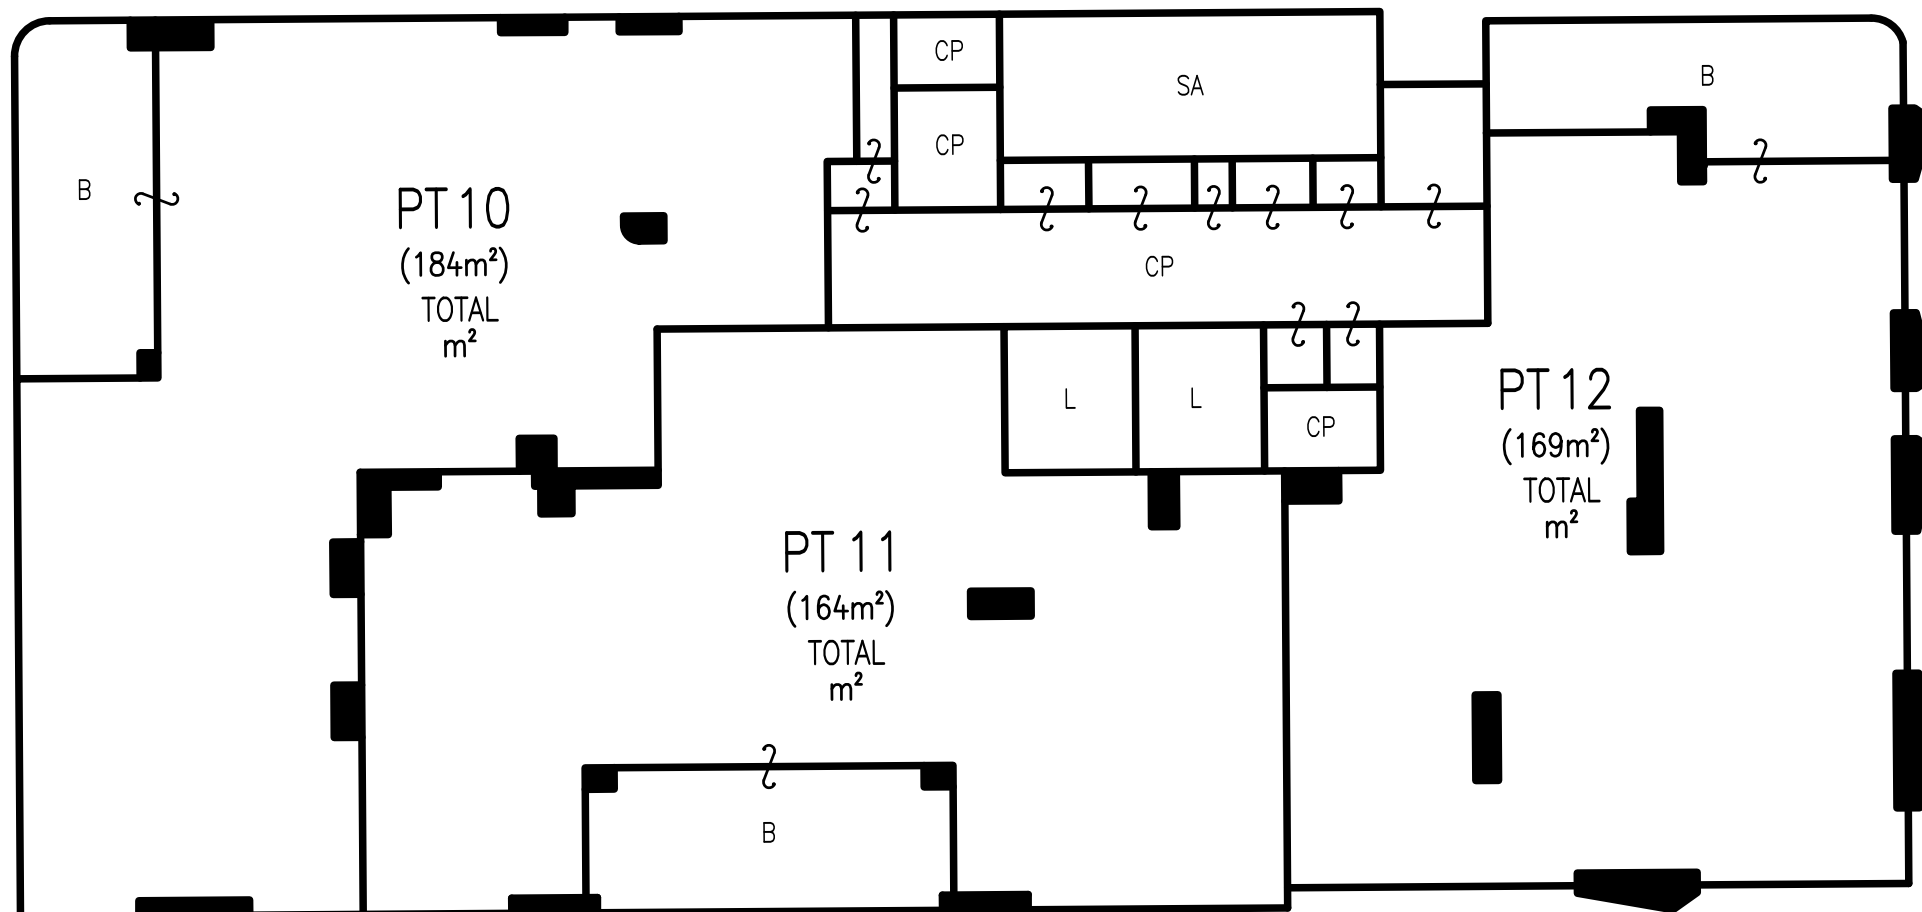 CP
B
SA
CP
B
PT 10
(184m²)
TOTAL
m²
CP
PT 12
(169m²)
TOTAL
m²
L
L
CP
PT 11
(164m²)
TOTAL
m²
B